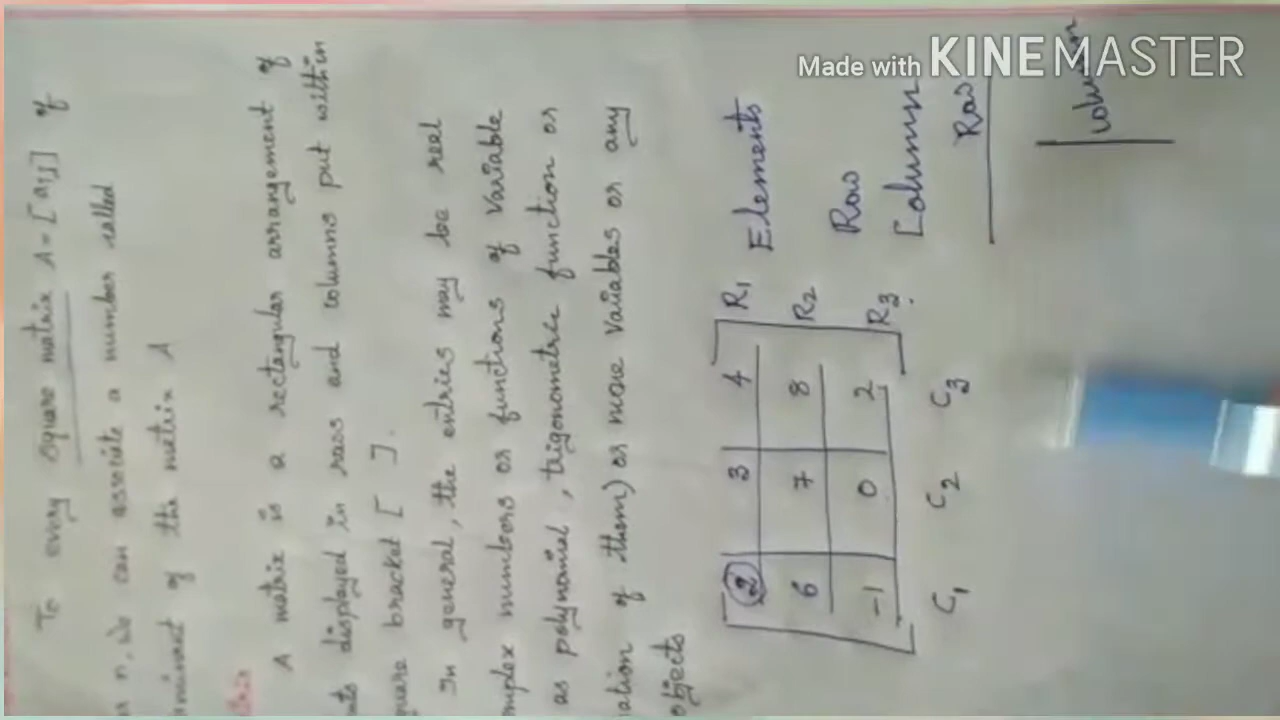 Made with KINEMASTER
To every square matrix A = [aij] of
n, We can associate a number called
of the matrix A
A matrix is a rectangular arrangement of
displayed in rows and columns put within
bracket [ ].
In general, the entries may be real
numbers or functions of Variable
as polynomial, trigonometric function or
of them) or more variables or any
objects
2 3 4 R1
6 7 8 R2
-1 0 2 R3
C1 C2 C3
Elements
Row
Column
Row
Column